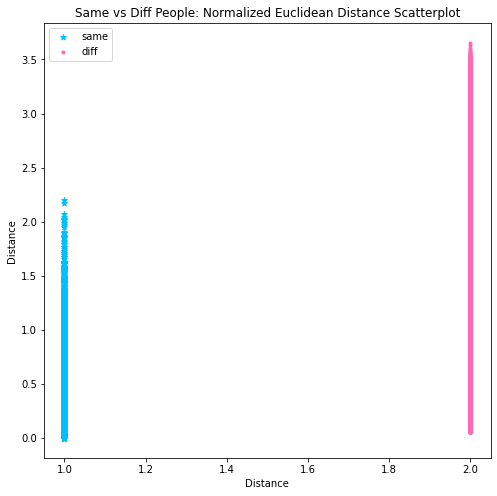 Same vs Diff People: Normalized Euclidean Distance Scatterplot
same
diff
3.5
3.0
2.5
2.0
1.5
1.0
0.5
0.0
Distance
1.0 1.2 1.4 1.6 1.8 2.0
Distance